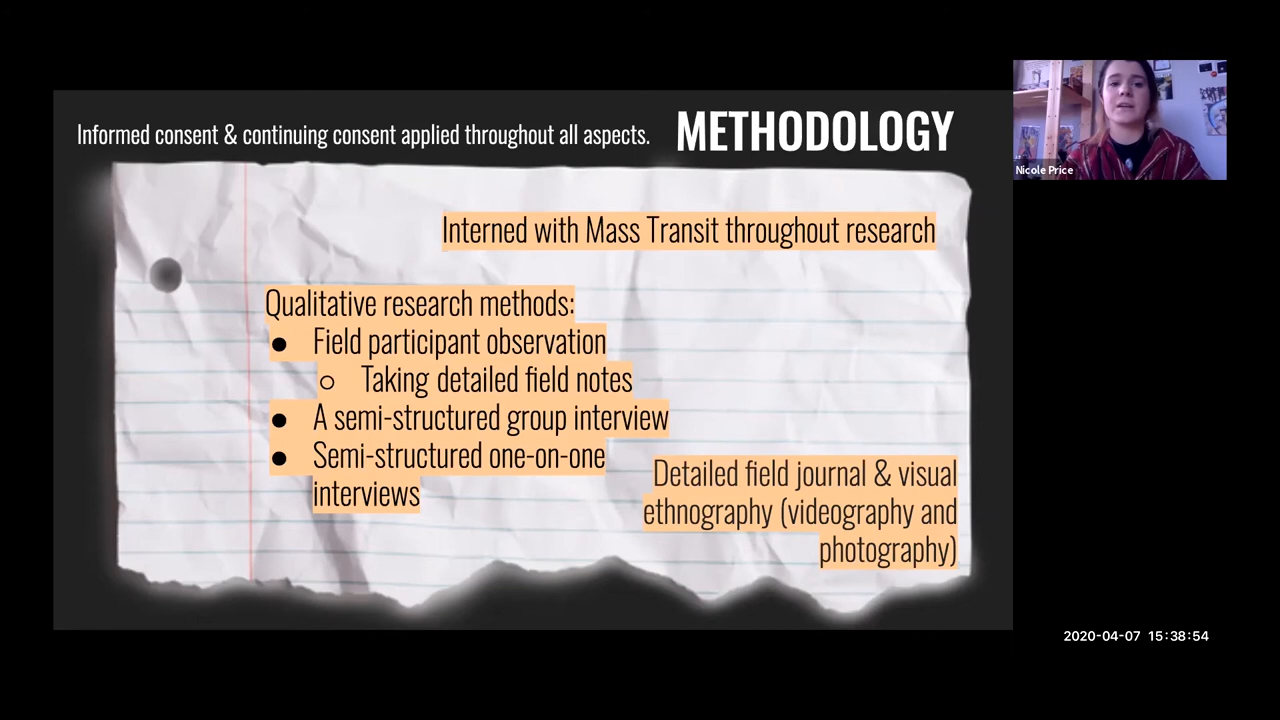 Informed consent & continuing consent applied throughout all aspects.
METHODOLOGY
Interned with Mass Transit throughout research
Qualitative research methods:
● Field participant observation
○ Taking detailed field notes
● A semi-structured group interview
● Semi-structured one-on-one
interviews
Detailed field journal & visual
ethnography (videography and
photography)
Nicole Price
2020-04-07 15:38:54